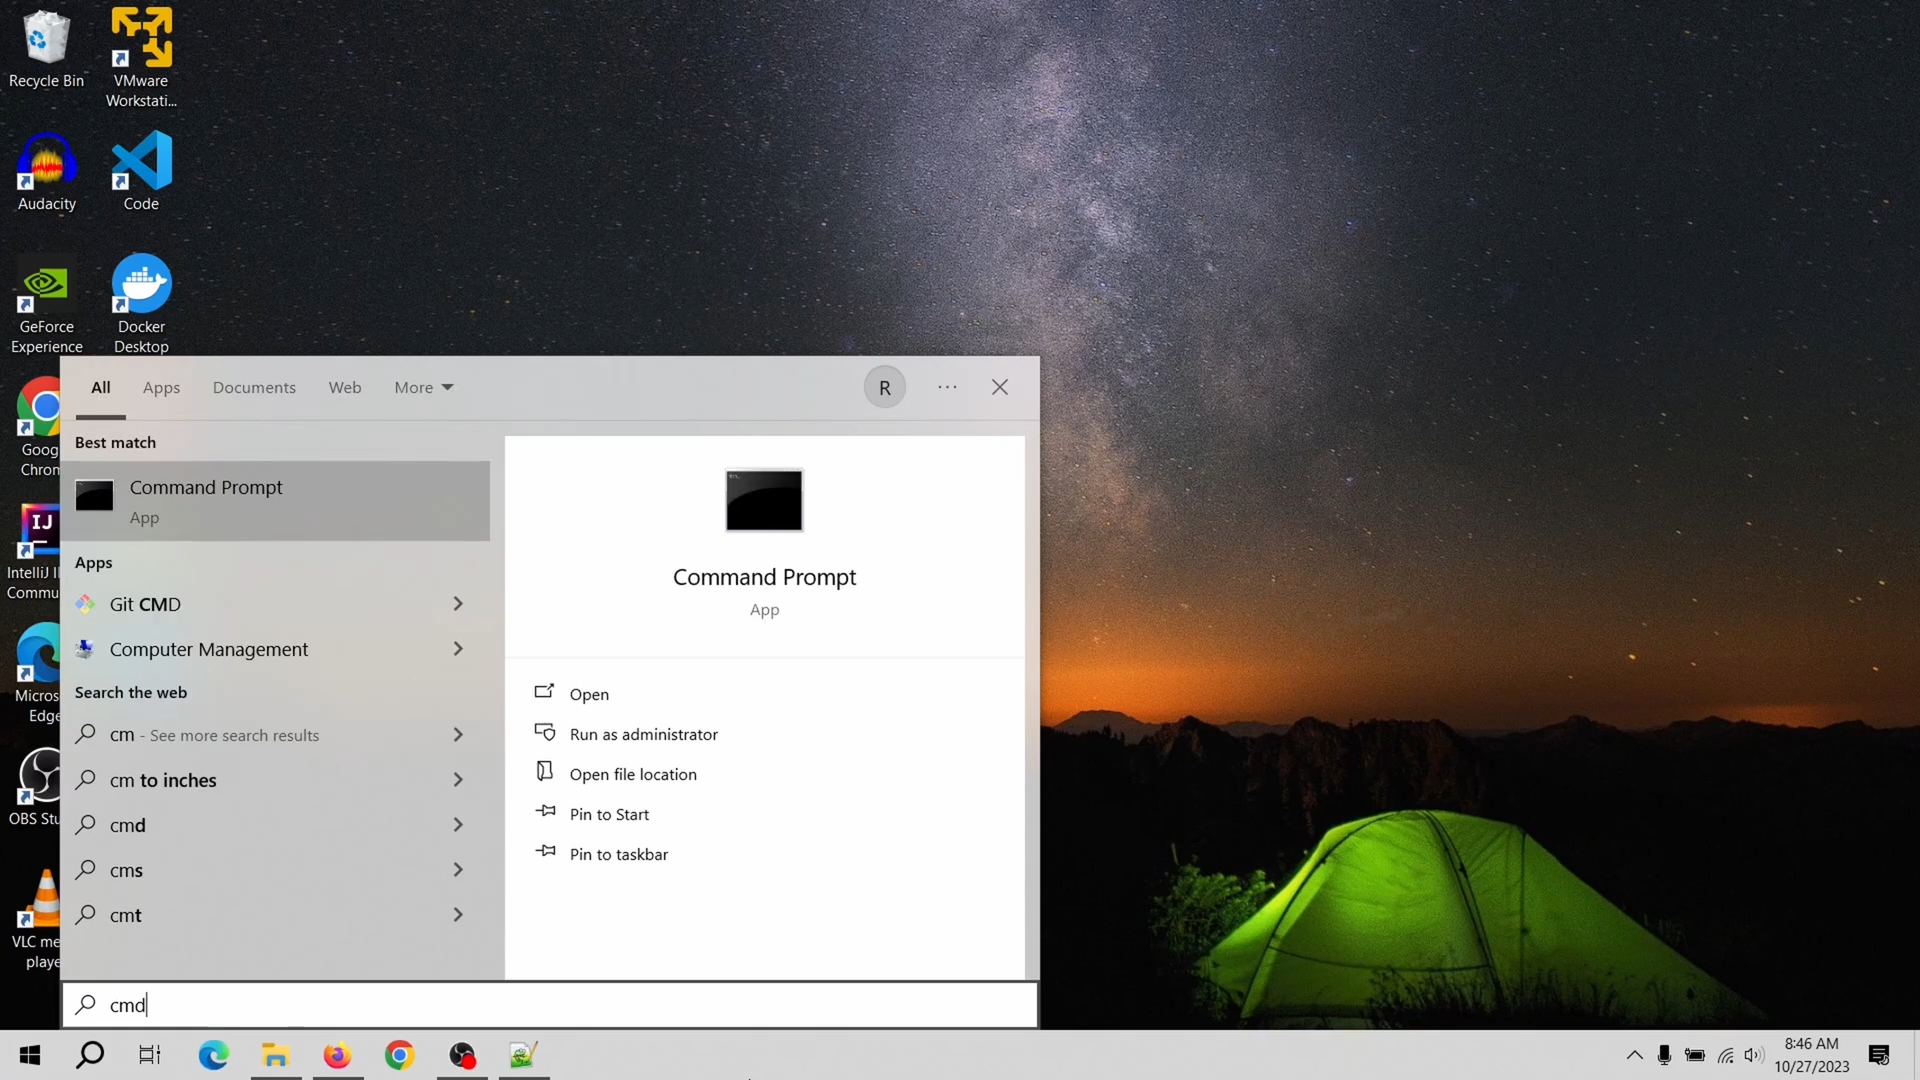 Recycle Bin
VMware
Workstati...
Audacity
Code
GeForce
Experience
Docker
Desktop
Goog
Chrom
IJ
IntelliJ I
Commu
Micros
Edge
OBS Stu
VLC me
playe
All
Apps
Documents
Web
More
R
Best match
Command Prompt
App
Apps
Git CMD
Computer Management
Search the web
cm - See more search results
cm to inches
cmd
cms
cmt
Command Prompt
App
Open
Run as administrator
Open file location
Pin to Start
Pin to taskbar
cmd
8:46 AM
10/27/2023